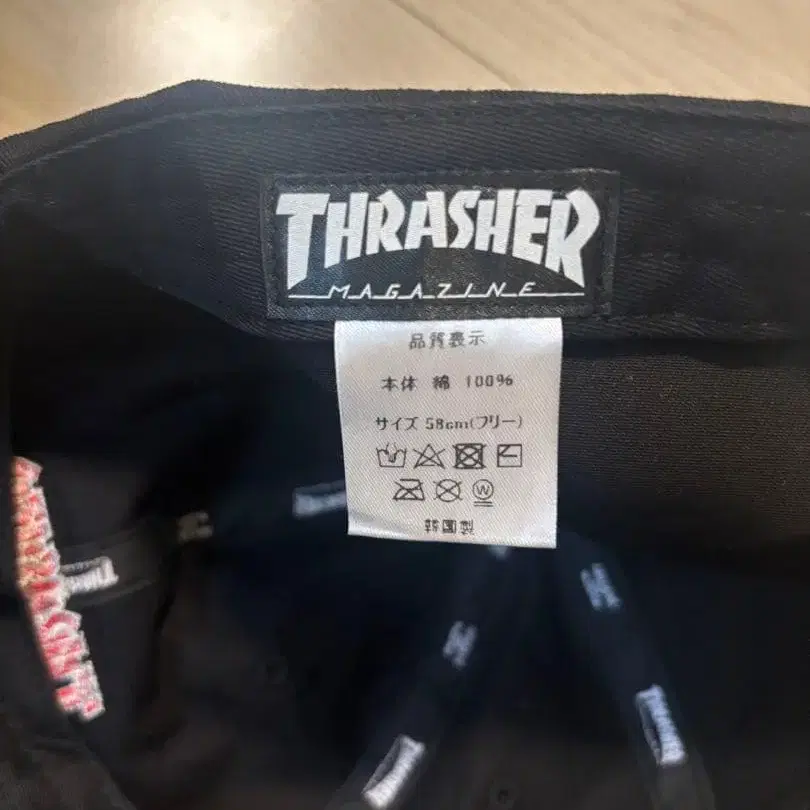 THRASHER
MAGAZINE
品質表示
本体 綿 100%
サイズ 58cm(フリー)
W
韓国製
THRASHER